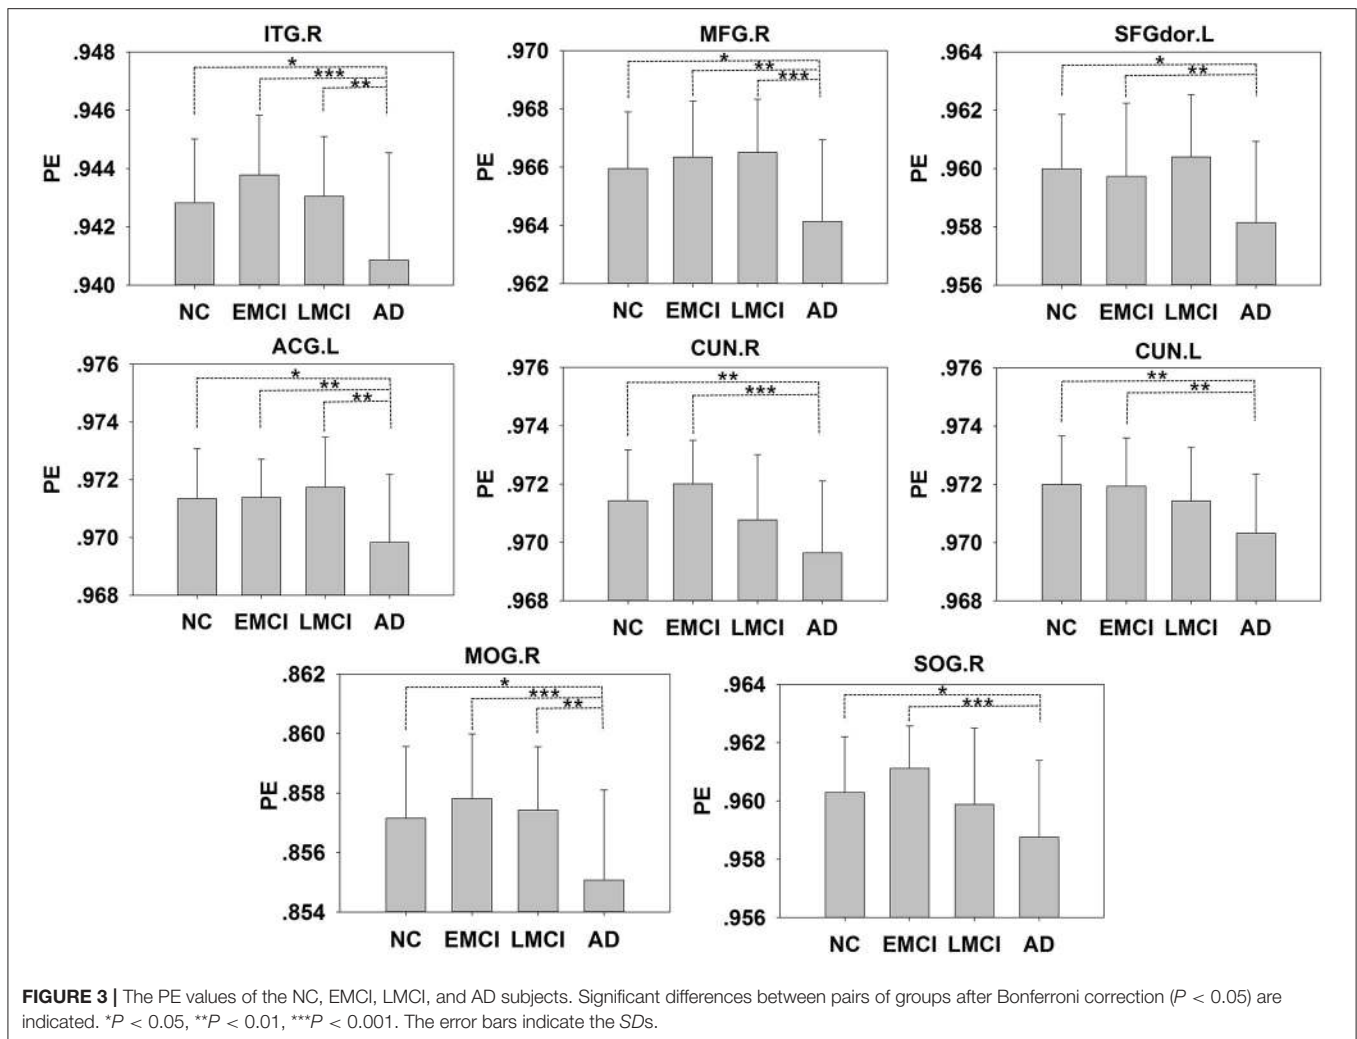 ITG.R
.948
.946
.944
.942
.940
PE
* 
***
**
NC EMCI LMCI AD
MFG.R
.970
.968
.966
.964
.962
PE
*
**
***
NC EMCI LMCI AD
SFGdor.L
.964
.962
.960
.958
.956
PE
*
**
NC EMCI LMCI AD
ACG.L
.976
.974
.972
.970
.968
PE
*
**
**
NC EMCI LMCI AD
CUN.R
.976
.974
.972
.970
.968
PE
**
***
NC EMCI LMCI AD
CUN.L
.976
.974
.972
.970
.968
PE
**
**
NC EMCI LMCI AD
MOG.R
.862
.860
.858
.856
.854
PE
*
***
**
NC EMCI LMCI AD
SOG.R
.964
.962
.960
.958
.956
PE
*
***
NC EMCI LMCI AD
FIGURE 3 | The PE values of the NC, EMCI, LMCI, and AD subjects. Significant differences between pairs of groups after Bonferroni correction (P < 0.05) are
indicated. *P < 0.05, **P < 0.01, ***P < 0.001. The error bars indicate the SDs.